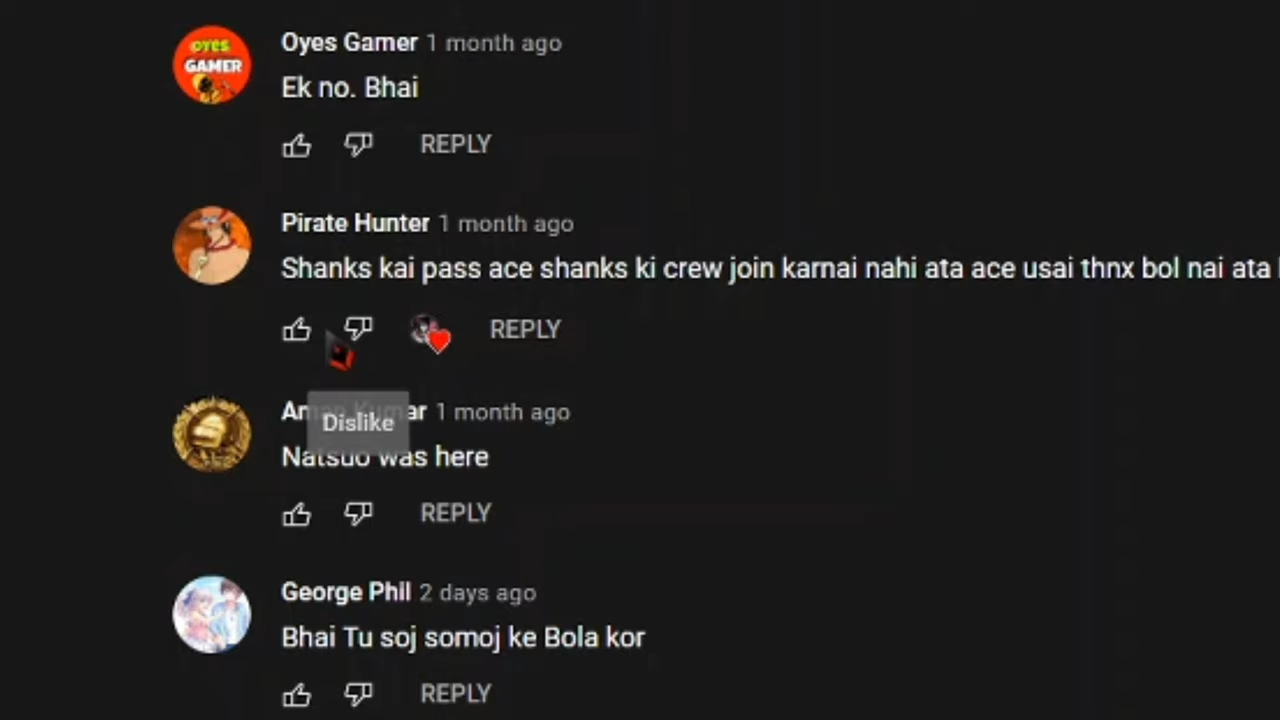 OYES
GAMER
Oyes Gamer 1 month ago
Ek no. Bhai
REPLY
Pirate Hunter 1 month ago
Shanks kai pass ace shanks ki crew join karnai nahi ata ace usai thnx bol nai ata
REPLY
1 month ago
Dislike
Natsuo was here
REPLY
George Phil 2 days ago
Bhai Tu soj somoj ke Bola kor
REPLY